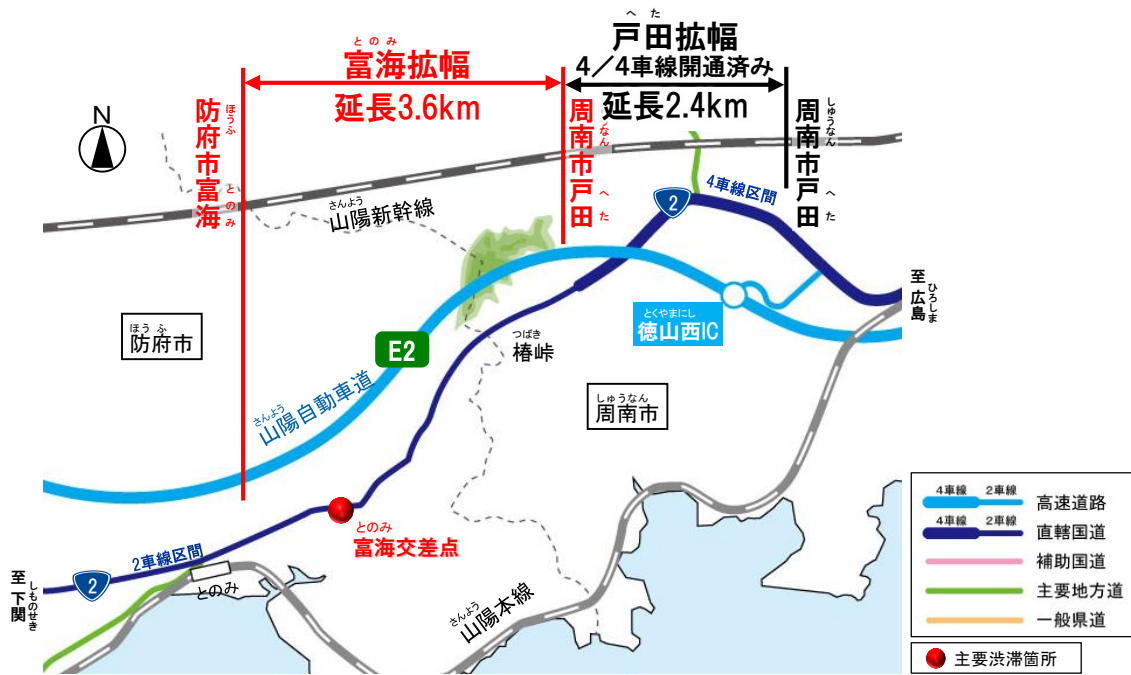 とのみ
富海拡幅
延長3.6km
へた
戸田拡幅
4／4車線開通済み
延長2.4km
N
防府市富海
ほうふ
とのみ
周南市戸田
しゅうなん
へた
周南市戸田
しゅうなん
へた
さんよう
山陽新幹線
2
4車線区間
至広島
ひろしま
とくやまにし
徳山西IC
ほうふ
防府市
E2
つばき
椿峠
しゅうなん
周南市
さんよう
山陽自動車道
とのみ
富海交差点
2車線区間
2
至下関
しものせき
とのみ
さんよう
山陽本線
4車線 2車線 高速道路
4車線 2車線 直轄国道
補助国道
主要地方道
一般県道
主要渋滞箇所